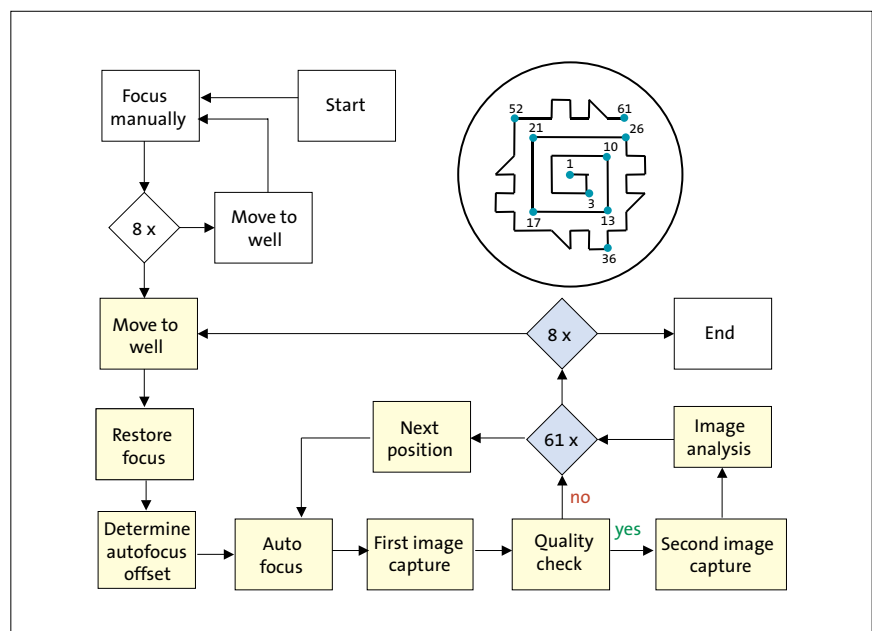 Focus
manually
Start
8 x
Move to
well
52
61
21
26
10
1
3
17
13
36
Move to
well
8 x
End
Restore
focus
Next
position
61 x
Image
analysis
no
yes
Determine
autofocus
offset
Auto
focus
First image
capture
Quality
check
Second image
capture